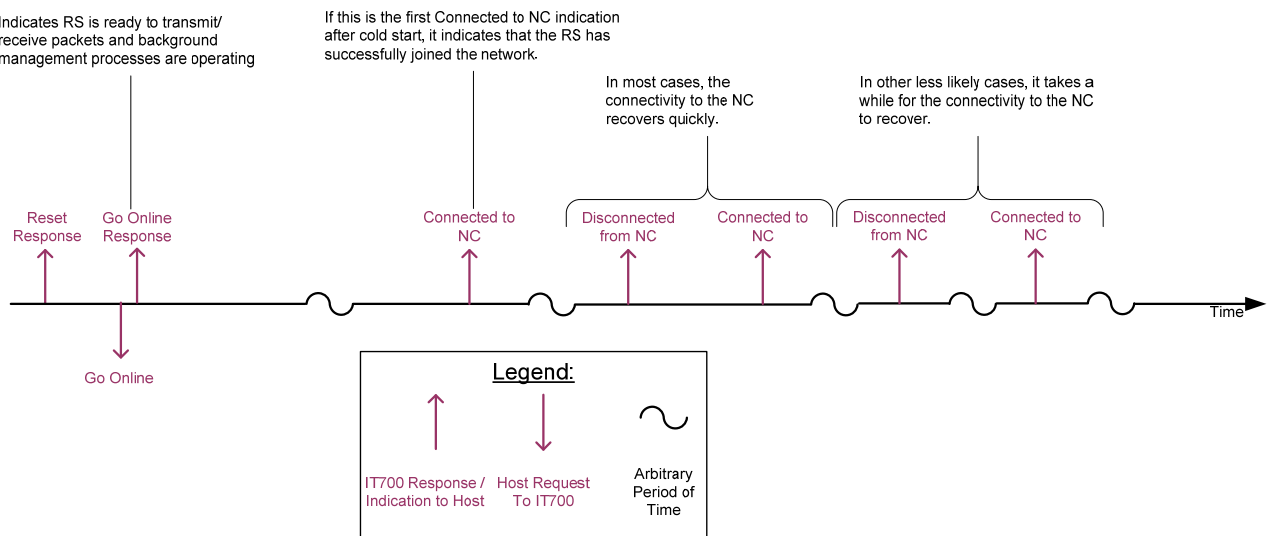 Indicates RS is ready to transmit/
receive packets and background
management processes are operating
If this is the first Connected to NC indication
after cold start, it indicates that the RS has
successfully joined the network.
In most cases, the
connectivity to the NC
recovers quickly.
In other less likely cases, it takes a
while for the connectivity to the NC
to recover.
Reset
Response
Go Online
Response
Connected to
NC
Disconnected
from NC
Connected to
NC
Disconnected
from NC
Connected to
NC
Time
Go Online
Legend:
IT700 Response /
Indication to Host
Host Request
To IT700
Arbitrary
Period of
Time